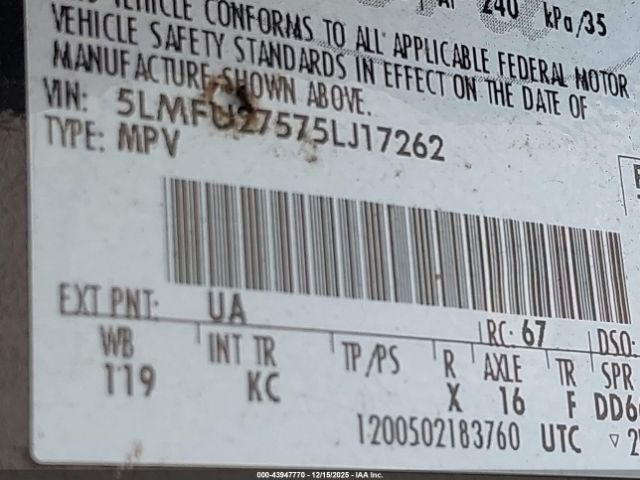 VEHICLE CONFORMS TO ALL APPLICABLE FEDERAL MOTOR
VEHICLE SAFETY STANDARDS IN EFFECT ON THE DATE OF
MANUFACTURE SHOWN ABOVE.
240 kPa/35
VIN: 5LMFU27575LJ17262
TYPE: MPV
EXT PNT: UA
RC: 67 DSO:
WB INT TR TP/PS R AXLE TR SPR
119 KC X 16 F DD6
1200502183760 UTC
000-43947770 - 12/15/2025 - IAA Inc.